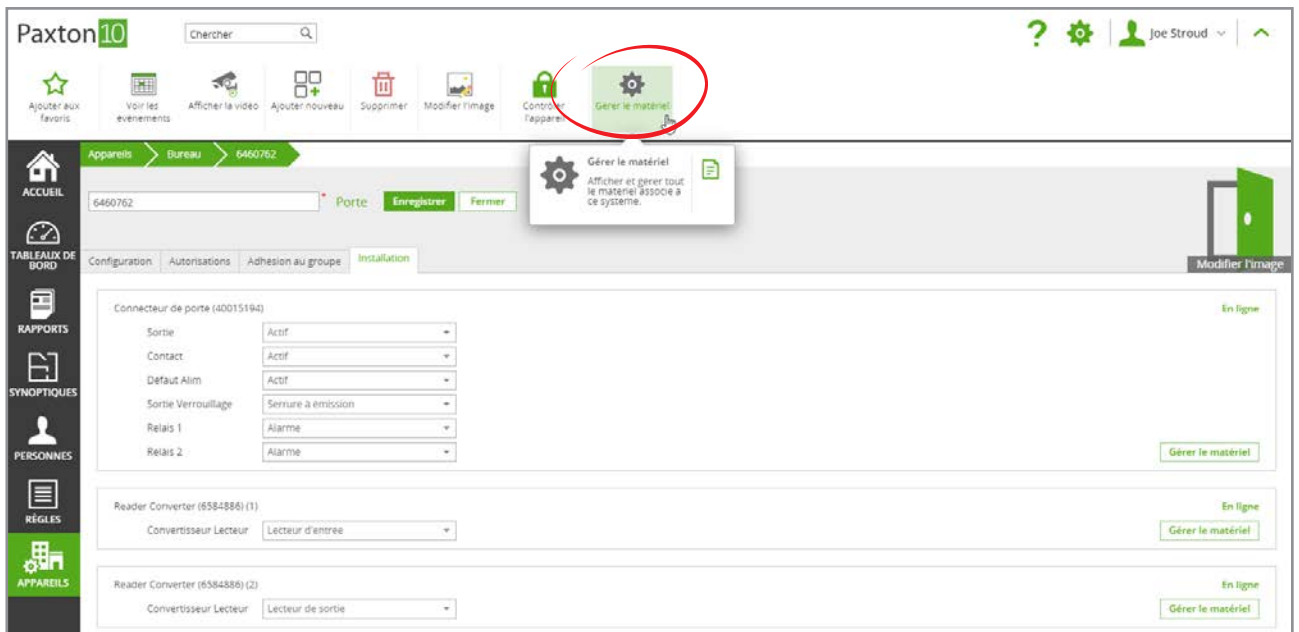 Paxton10
Chercher
Joe Stroud
Ajouter aux favoris
Voir les évènements
Afficher la vidéo
Ajouter nouveau
Supprimer
Modifier l'image
Contrôler l'appareil
Gérer le matériel
Gérer le matériel
Afficher et gérer tout
le matériel associé à
ce système.
Appareils
Bureau
6460762
6460762
* Porte
Enregistrer
Fermer
Modifier l'image
ACCUEIL
TABLEAUX DE BORD
RAPPORTS
SYNOPTIQUES
PERSONNES
RÈGLES
APPAREILS
Configuration
Autorisations
Adhésion au groupe
Installation
Connecteur de porte (40015194)
En ligne
Sortie Actif
Contact Actif
Défaut Alim Actif
Sortie Verrouillage Serrure à émission
Relais 1 Alarme
Relais 2 Alarme
Gérer le matériel
Reader Converter (6584886) (1)
En ligne
Convertisseur Lecteur Lecteur d'entrée
Gérer le matériel
Reader Converter (6584886) (2)
En ligne
Convertisseur Lecteur Lecteur de sortie
Gérer le matériel